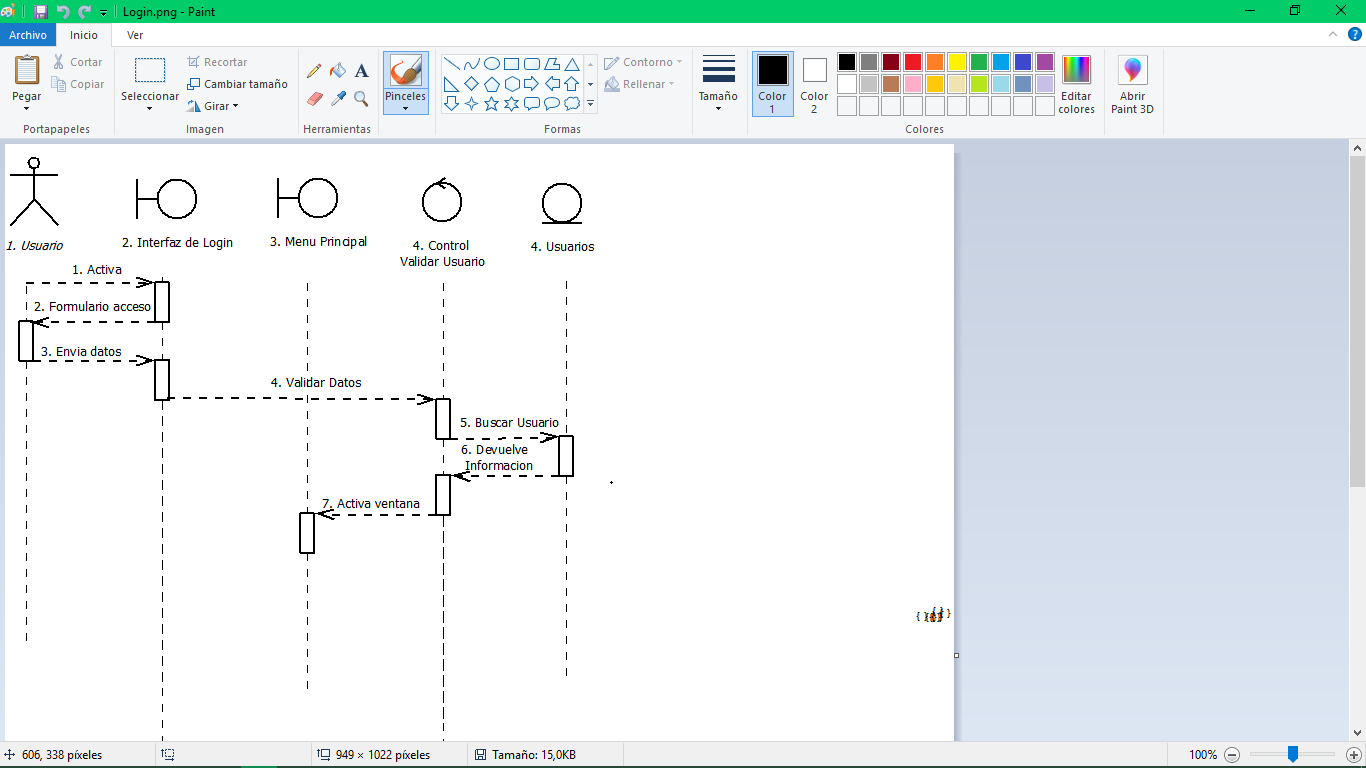 Login.png - Paint
Archivo Inicio Ver
Pegar
Cortar
Copiar
Portapapeles
Seleccionar
Recortar
Cambiar tamaño
Girar
Imagen
A
Herramientas
Pinceles
Contorno
Rellenar
Formas
Tamaño
Color
1
Color
2
Colores
Editar
colores
Abrir
Paint 3D
1. Usuario
2. Interfaz de Login
3. Menu Principal
4. Control
Validar Usuario
4. Usuarios
1. Activa
2. Formulario acceso
3. Envia datos
4. Validar Datos
5. Buscar Usuario
6. Devuelve
Informacion
7. Activa ventana
606, 338 píxeles
949 × 1022 píxeles
Tamaño: 15,0KB
100%